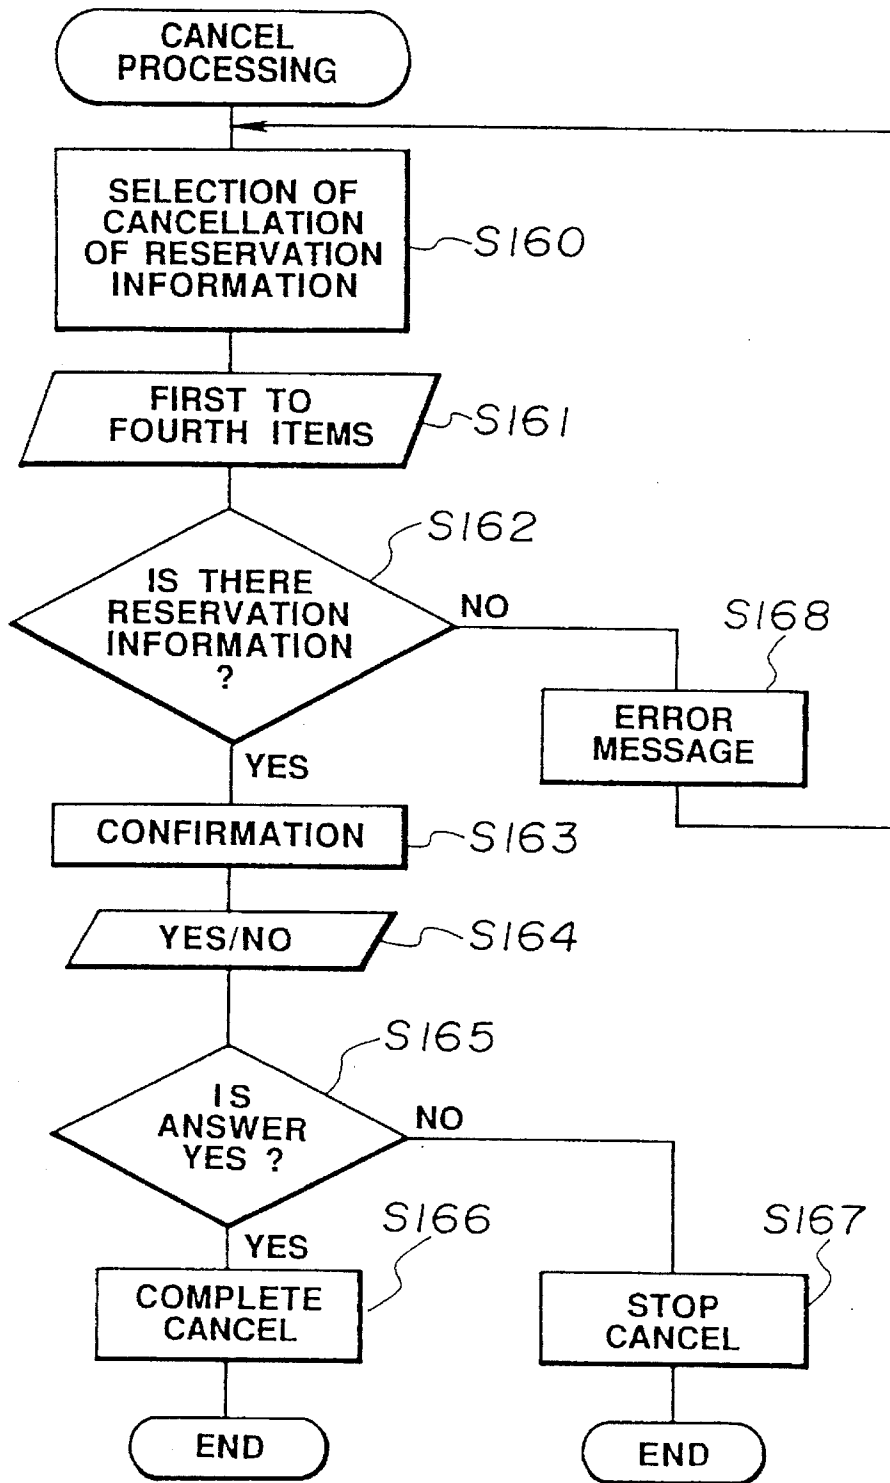 CANCEL
PROCESSING
SELECTION OF
CANCELLATION
OF RESERVATION
INFORMATION
S160
FIRST TO
FOURTH ITEMS
S161
S162
IS THERE
RESERVATION
INFORMATION
?
NO
S168
ERROR
MESSAGE
YES
CONFIRMATION
S163
YES/NO
S164
S165
IS
ANSWER
YES ?
NO
YES
S166
COMPLETE
CANCEL
S167
STOP
CANCEL
END
END